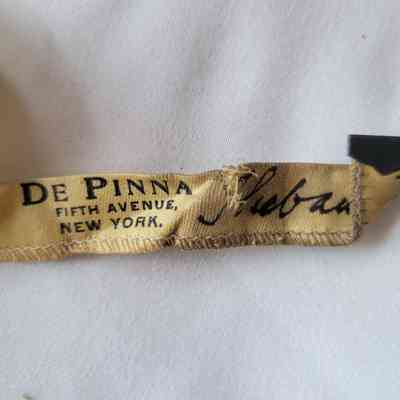 DE PINNA
FIFTH AVENUE,
NEW YORK.